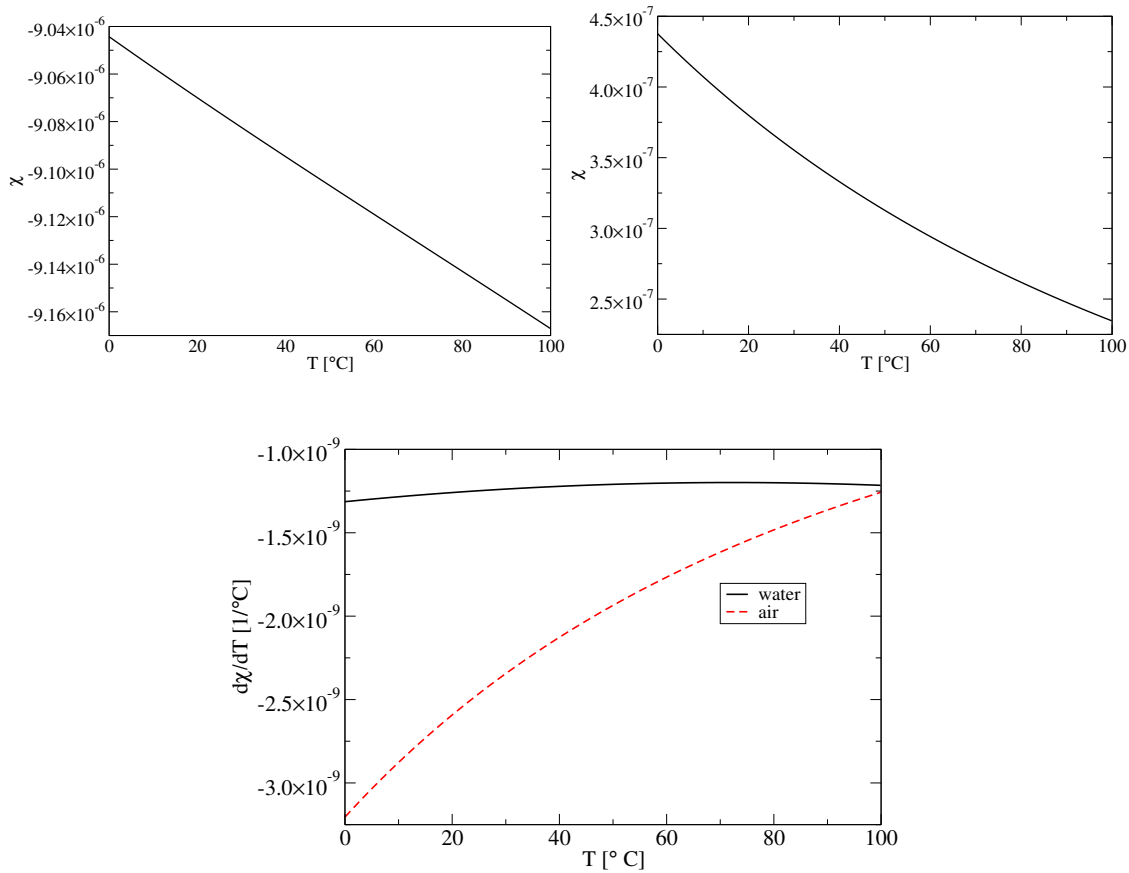 -9.04×10⁻⁶
-9.06×10⁻⁶
-9.08×10⁻⁶
-9.10×10⁻⁶
-9.12×10⁻⁶
-9.14×10⁻⁶
-9.16×10⁻⁶
χ
0 20 40 60 80 100
T [°C]
4.5×10⁻⁷
4.0×10⁻⁷
3.5×10⁻⁷
3.0×10⁻⁷
2.5×10⁻⁷
χ
0 20 40 60 80 100
T [°C]
-1.0×10⁻⁹
-1.5×10⁻⁹
-2.0×10⁻⁹
-2.5×10⁻⁹
-3.0×10⁻⁹
dχ/dT [1/°C]
water
air
0 20 40 60 80 100
T [° C]